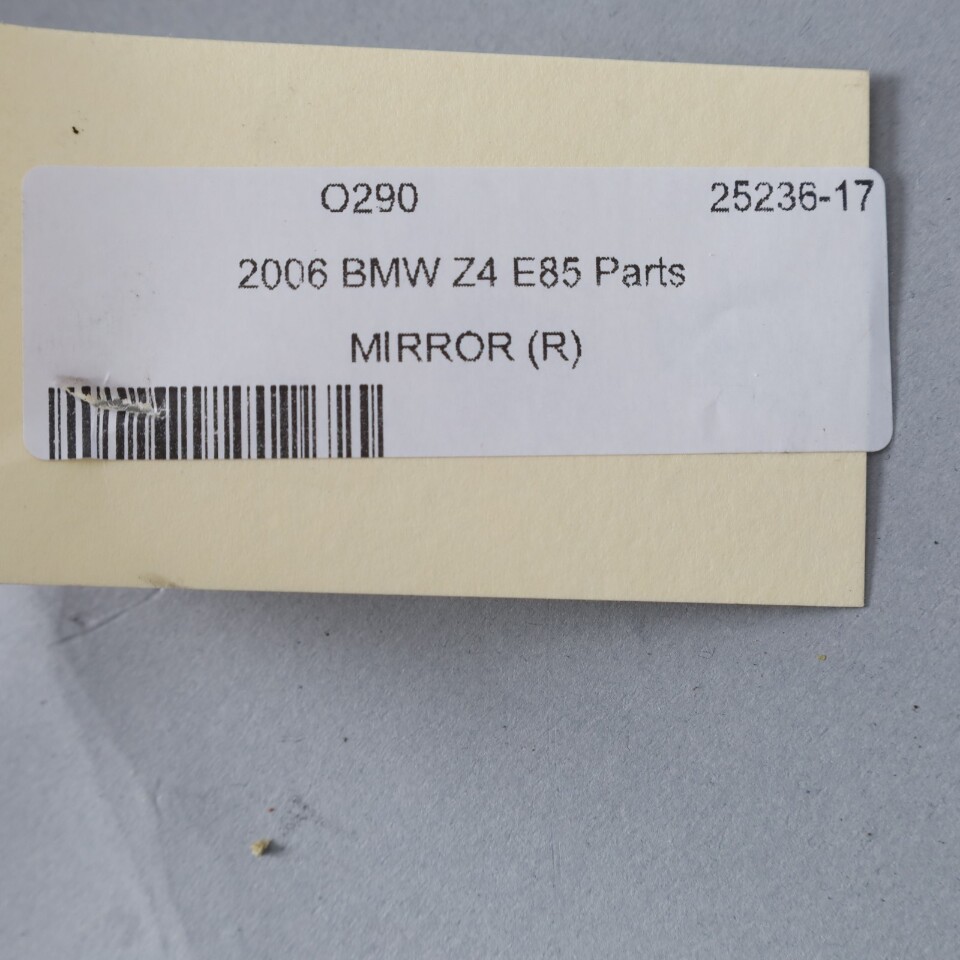 O290 25236-17
2006 BMW Z4 E85 Parts
MIRROR (R)